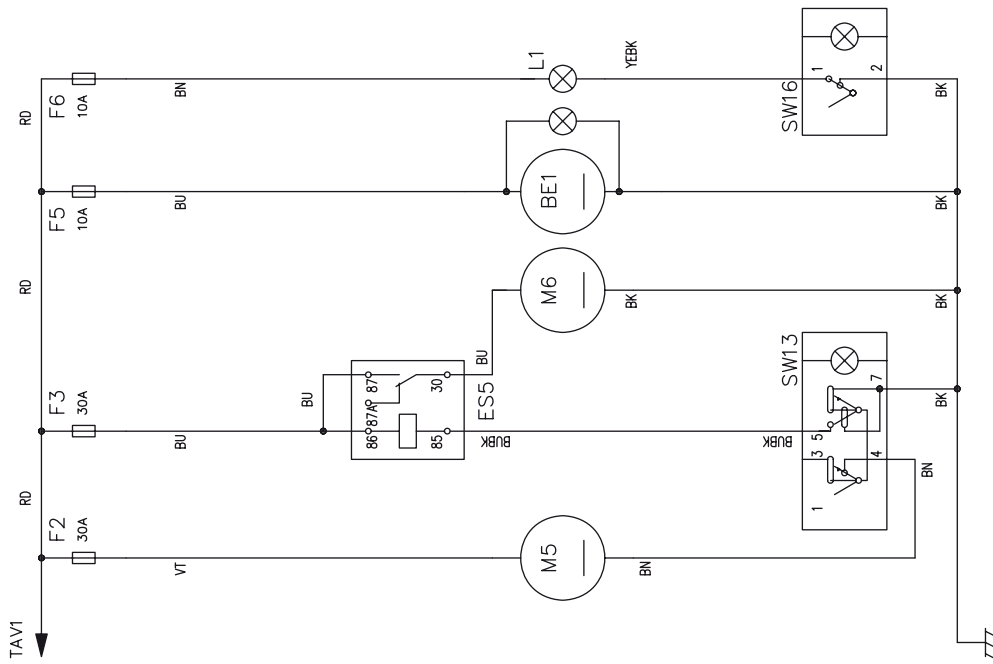 TAV1
RD
RD
RD
F2
30A
F3
30A
F5
10A
F6
10A
VT
BU
BU
BU
BN
86
87A
87
85
30
ES5
BUBK
BU
M5
M6
BE1
L1
BN
BK
YEBK
BUBK
SW13
1
3
5
4
7
SW16
1
2
BN
BK
BK
BK
BK